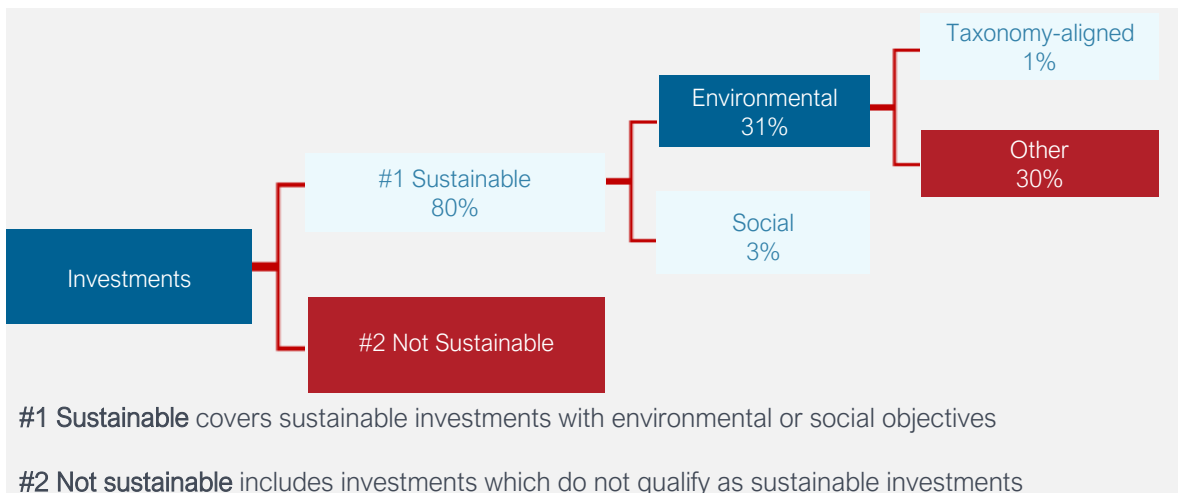 Taxonomy-aligned
1%
Environmental
31%
Other
30%
#1 Sustainable
80%
Social
3%
Investments
#2 Not Sustainable
#1 Sustainable covers sustainable investments with environmental or social objectives
#2 Not sustainable includes investments which do not qualify as sustainable investments